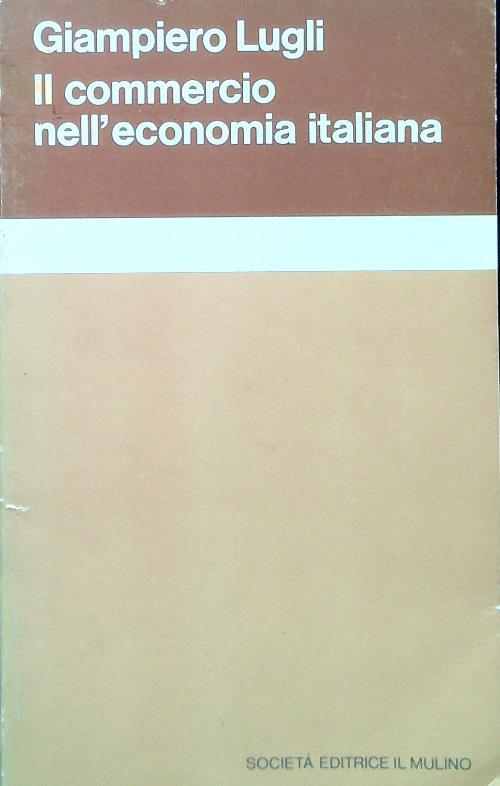 Giampiero Lugli
Il commercio
nell'economia italiana
SOCIETÀ EDITRICE IL MULINO